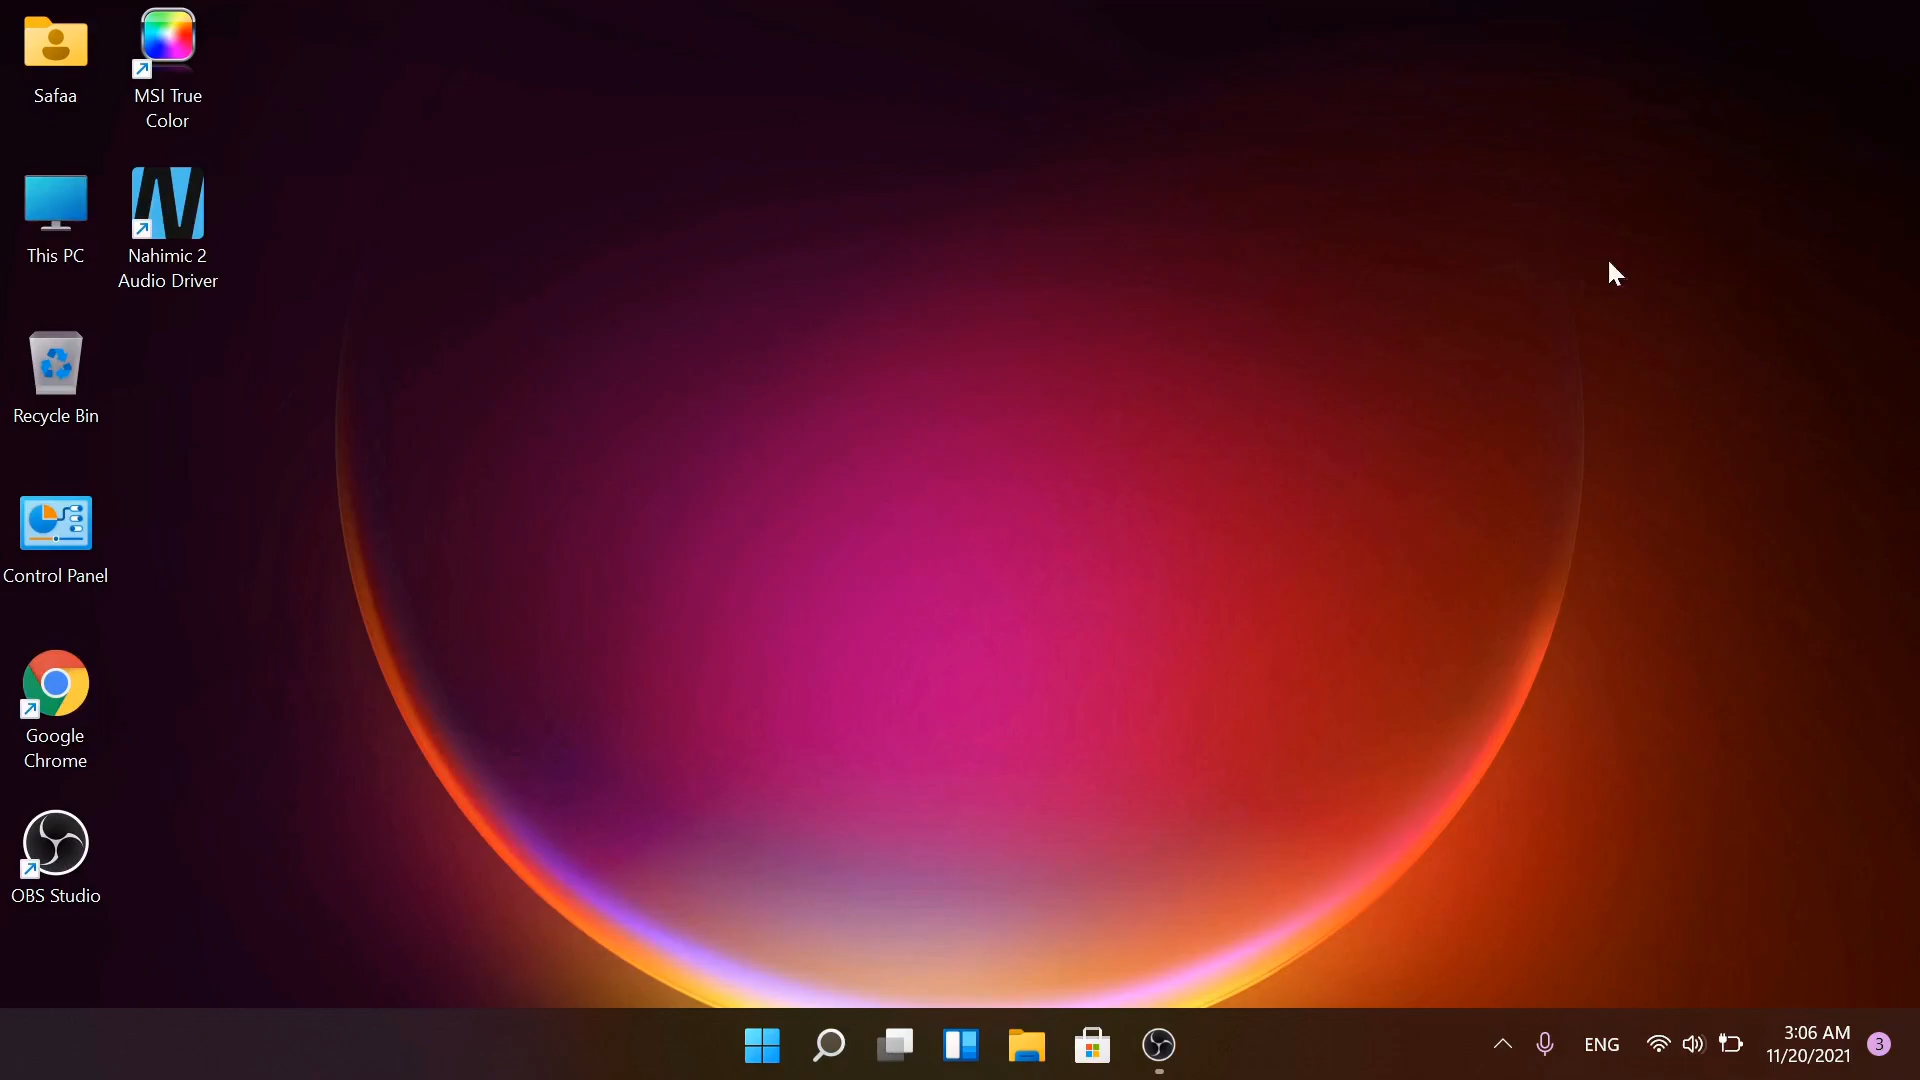 Safaa
MSI True
Color
This PC
Nahimic 2
Audio Driver
Recycle Bin
Control Panel
Google
Chrome
OBS Studio
ENG
3:06 AM
11/20/2021
3